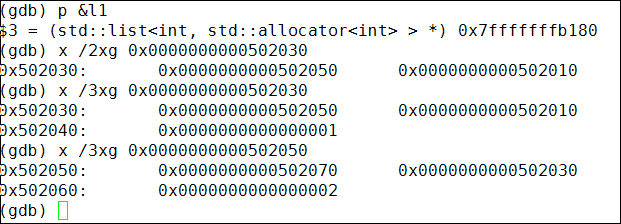 (gdb) p &l1
$3 = (std::list<int, std::allocator<int> > *) 0x7fffffffb180
(gdb) x /2xg 0x0000000000502030
0x502030: 0x0000000000502050 0x0000000000502010
(gdb) x /3xg 0x0000000000502030
0x502030: 0x0000000000502050 0x0000000000502010
0x502040: 0x0000000000000001
(gdb) x /3xg 0x0000000000502050
0x502050: 0x0000000000502070 0x0000000000502030
0x502060: 0x0000000000000002
(gdb)